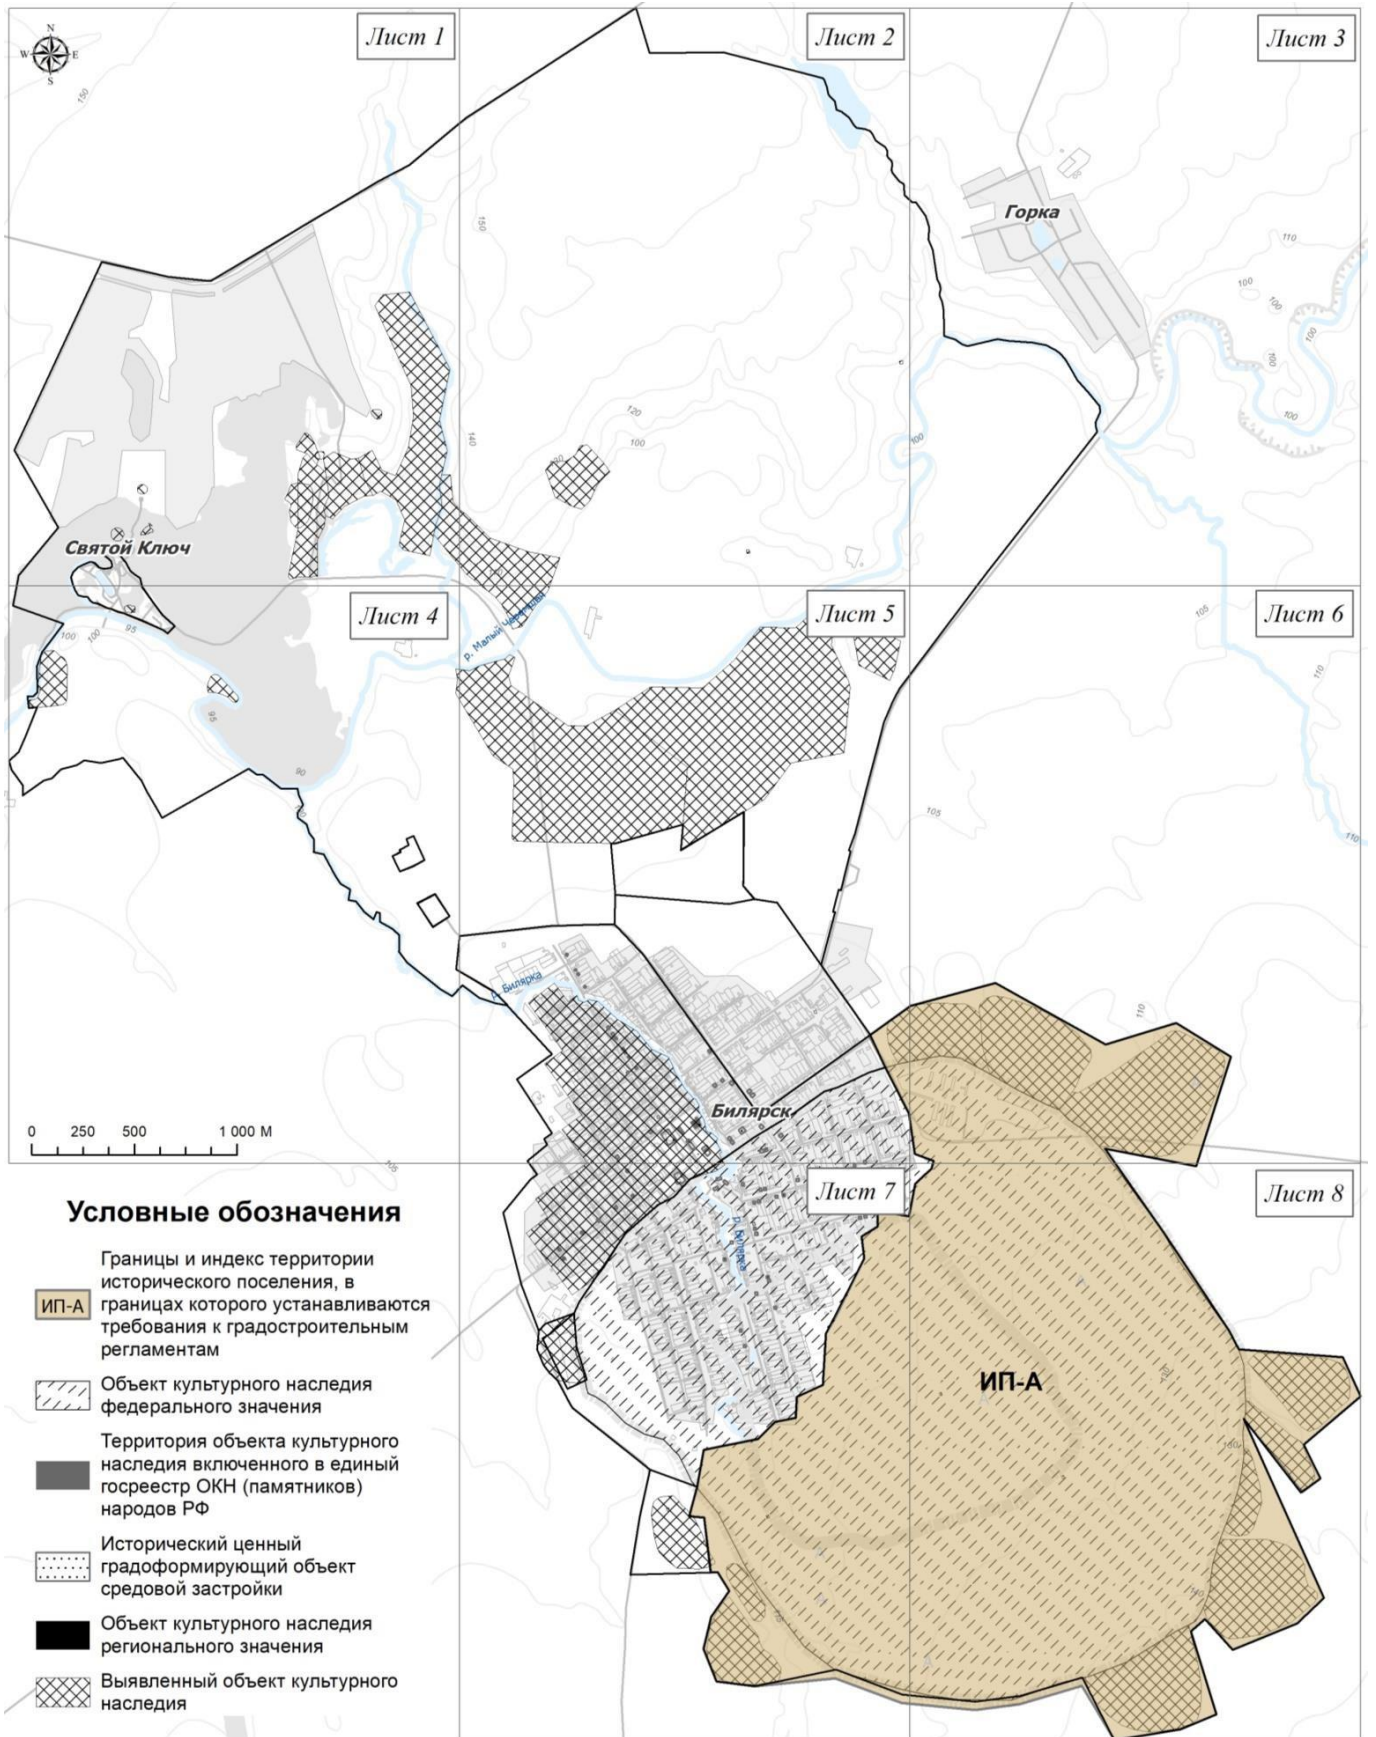 Лист 1
Лист 2
Лист 3
N
W
E
S
150
Горка
110
150
100
100
100
100
100
120
100
140
100
Святой Ключ
Лист 4
Лист 5
Лист 6
р. Малый Черемшан
105
100
100
95
110
95
90
105
110
р. Билярка
110
Билярск
0 250 500 1 000 М
105
Условные обозначения
Лист 7
Лист 8
р. Билярка
ИП-А
Границы и индекс территории
исторического поселения, в
границах которого устанавливаются
требования к градостроительным
регламентам
Объект культурного наследия
федерального значения
ИП-А
Территория объекта культурного
наследия включенного в единый
госреестр ОКН (памятников)
народов РФ
Исторический ценный
градоформирующий объект
средовой застройки
Объект культурного наследия
регионального значения
Выявленный объект культурного
наследия